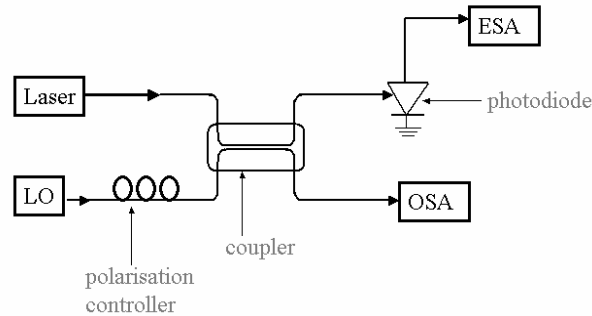 ESA
Laser
photodiode
LO
OSA
coupler
polarisation
controller